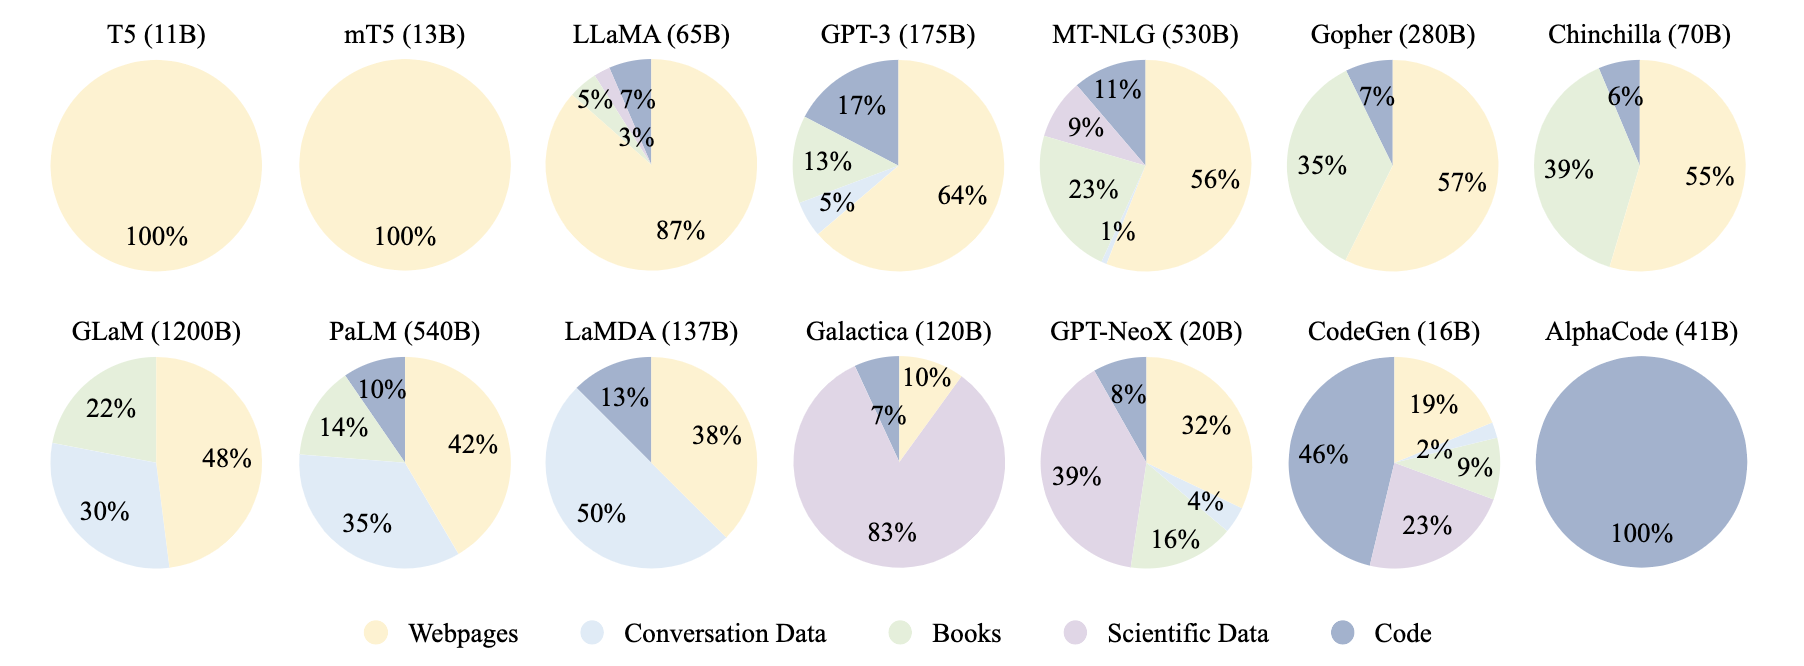 T5 (11B)
100%
mT5 (13B)
100%
LLaMA (65B)
5%
7%
3%
87%
GPT-3 (175B)
17%
13%
5%
64%
MT-NLG (530B)
11%
9%
23%
1%
56%
Gopher (280B)
7%
35%
57%
Chinchilla (70B)
6%
39%
55%
GLaM (1200B)
22%
48%
30%
PaLM (540B)
10%
14%
42%
35%
LaMDA (137B)
13%
38%
50%
Galactica (120B)
10%
7%
83%
GPT-NeoX (20B)
8%
32%
39%
4%
16%
CodeGen (16B)
19%
46%
2%
9%
23%
AlphaCode (41B)
100%
Webpages
Conversation Data
Books
Scientific Data
Code